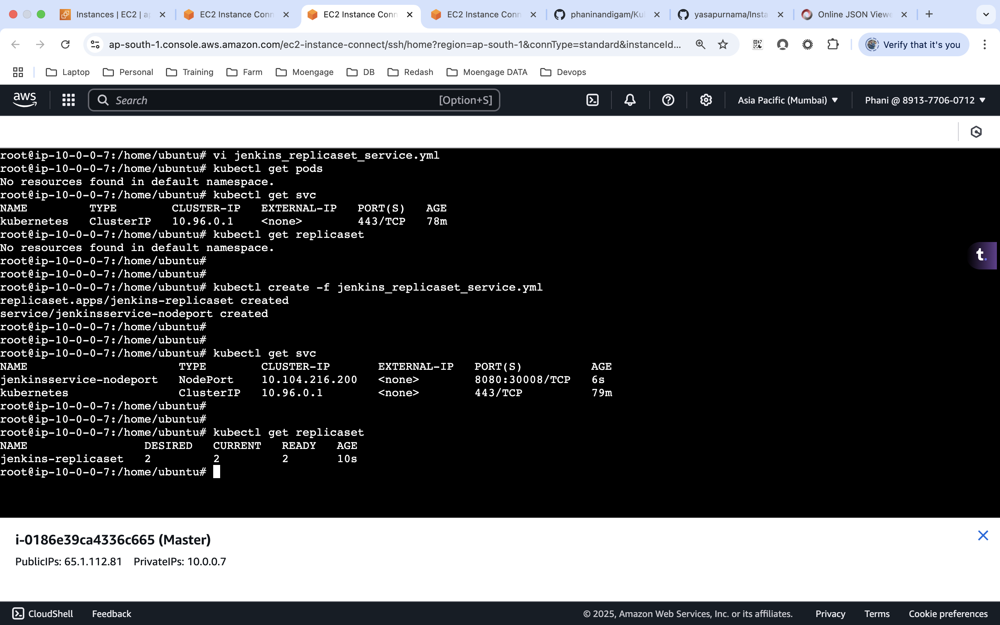 Instances | EC2 | ap
EC2 Instance Conn
EC2 Instance Conn
EC2 Instance Conn
phaninandigam/Kub
yasapurnama/Insta
Online JSON Viewe
ap-south-1.console.aws.amazon.com/ec2-instance-connect/ssh/home?region=ap-south-1&connType=standard&instanceId...
Verify that it's you
Laptop
Personal
Training
Farm
Moengage
DB
Redash
Moengage DATA
Devops
aws
Search
[Option+S]
Asia Pacific (Mumbai)
Phani @ 8913-7706-0712
root@ip-10-0-0-7:/home/ubuntu# vi jenkins_replicaset_service.yml
root@ip-10-0-0-7:/home/ubuntu# kubectl get pods
No resources found in default namespace.
root@ip-10-0-0-7:/home/ubuntu# kubectl get svc
NAME         TYPE        CLUSTER-IP   EXTERNAL-IP   PORT(S)   AGE
kubernetes   ClusterIP   10.96.0.1    <none>        443/TCP   78m
root@ip-10-0-0-7:/home/ubuntu# kubectl get replicaset
No resources found in default namespace.
root@ip-10-0-0-7:/home/ubuntu#
root@ip-10-0-0-7:/home/ubuntu#
root@ip-10-0-0-7:/home/ubuntu# kubectl create -f jenkins_replicaset_service.yml
replicaset.apps/jenkins-replicaset created
service/jenkinsservice-nodeport created
root@ip-10-0-0-7:/home/ubuntu#
root@ip-10-0-0-7:/home/ubuntu#
root@ip-10-0-0-7:/home/ubuntu# kubectl get svc
NAME                      TYPE        CLUSTER-IP       EXTERNAL-IP   PORT(S)          AGE
jenkinsservice-nodeport   NodePort    10.104.216.200   <none>        8080:30008/TCP   6s
kubernetes                ClusterIP   10.96.0.1        <none>        443/TCP          79m
root@ip-10-0-0-7:/home/ubuntu#
root@ip-10-0-0-7:/home/ubuntu#
root@ip-10-0-0-7:/home/ubuntu# kubectl get replicaset
NAME                 DESIRED   CURRENT   READY   AGE
jenkins-replicaset   2         2         2       10s
root@ip-10-0-0-7:/home/ubuntu#
t.
i-0186e39ca4336c665 (Master)
PublicIPs: 65.1.112.81 PrivateIPs: 10.0.0.7
CloudShell
Feedback
© 2025, Amazon Web Services, Inc. or its affiliates.
Privacy
Terms
Cookie preferences